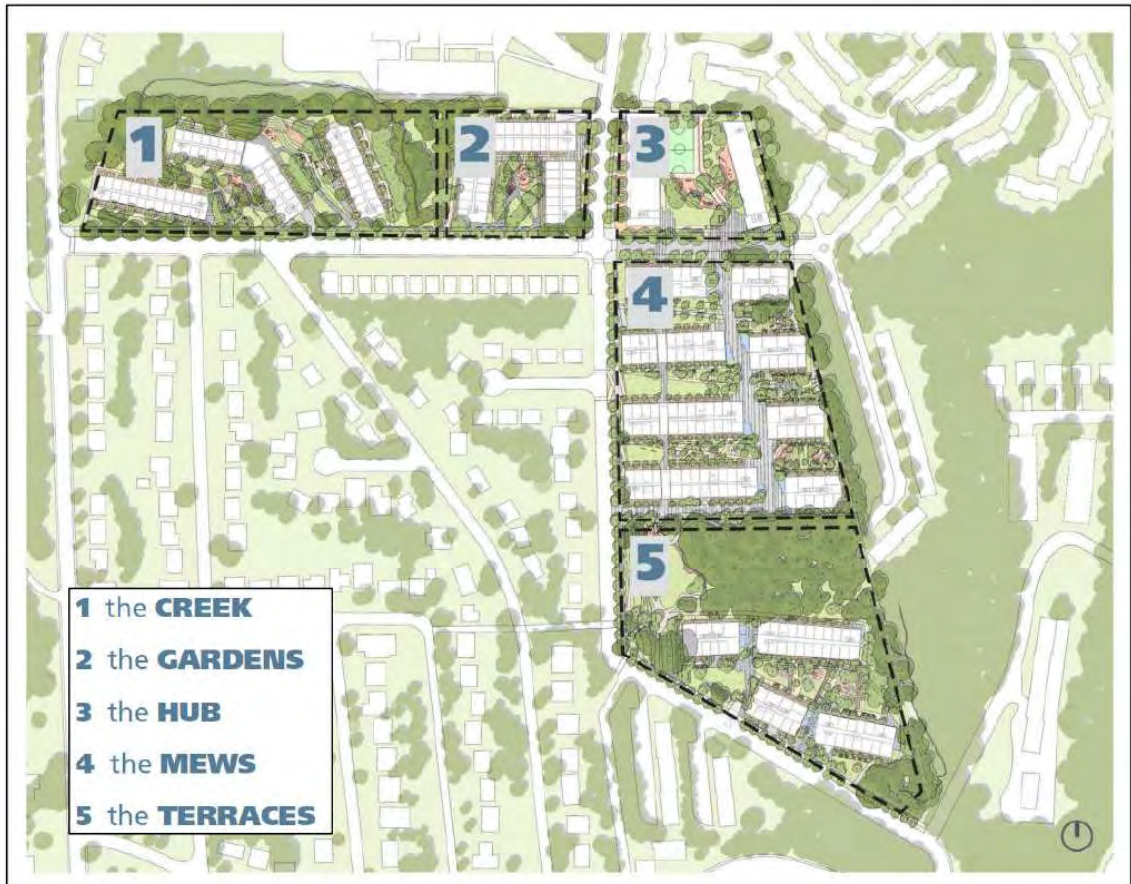 1
2
3
4
5
1 the CREEK
2 the GARDENS
3 the HUB
4 the MEWS
5 the TERRACES